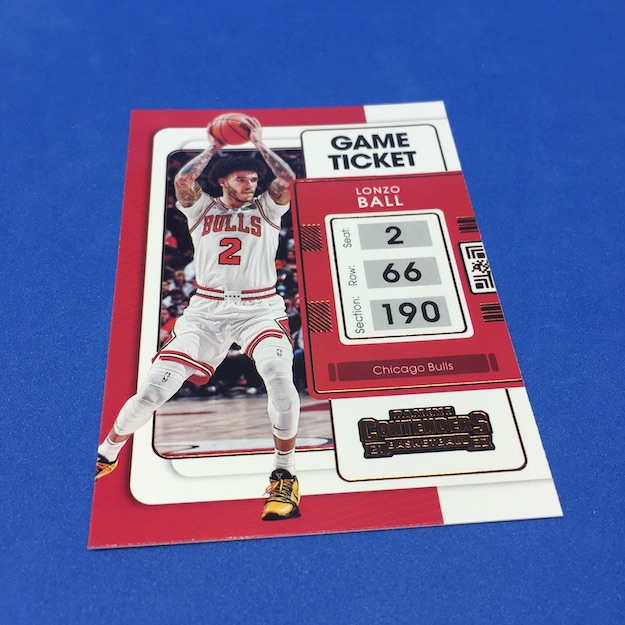 GAME
TICKET
LONZO
BALL
BULLS
2
Seat:
2
Row:
66
Section:
190
Chicago Bulls
CONTENDERS
BASKETBALL